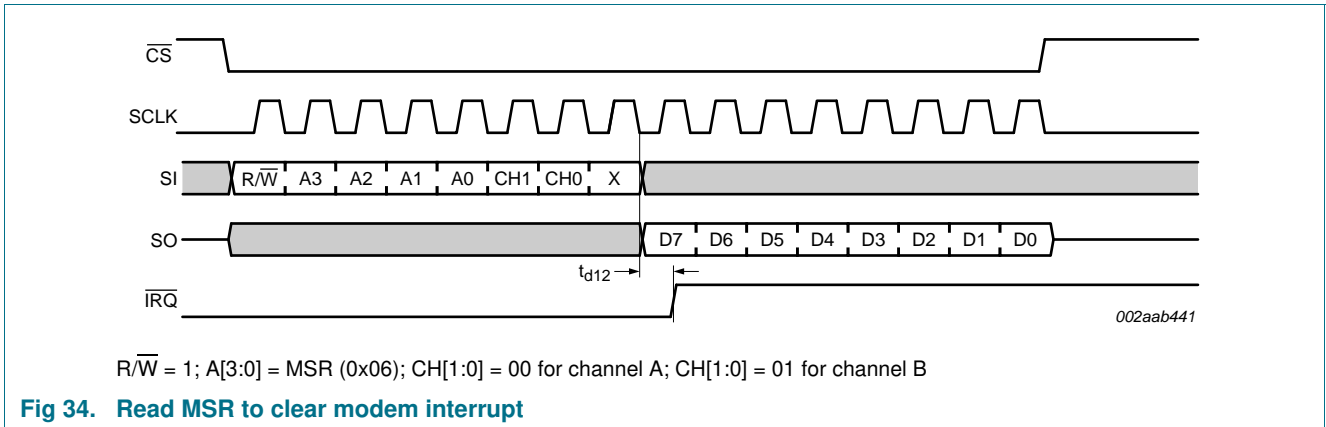 C̅S̅
SCLK
SI R/W̅ A3 A2 A1 A0 CH1 CH0 X
SO D7 D6 D5 D4 D3 D2 D1 D0
td12
I̅R̅Q̅
002aab441
R/W̅ = 1; A[3:0] = MSR (0x06); CH[1:0] = 00 for channel A; CH[1:0] = 01 for channel B
Fig 34. Read MSR to clear modem interrupt